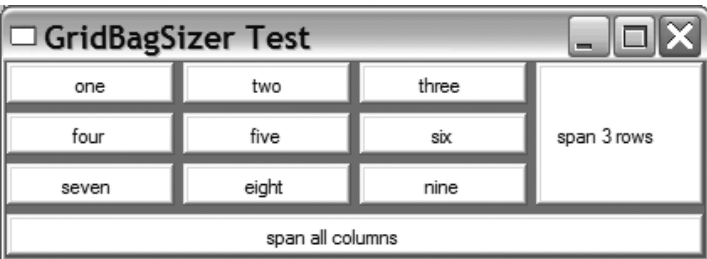 GridBagSizer Test
one
two
three
four
five
six
span 3 rows
seven
eight
nine
span all columns